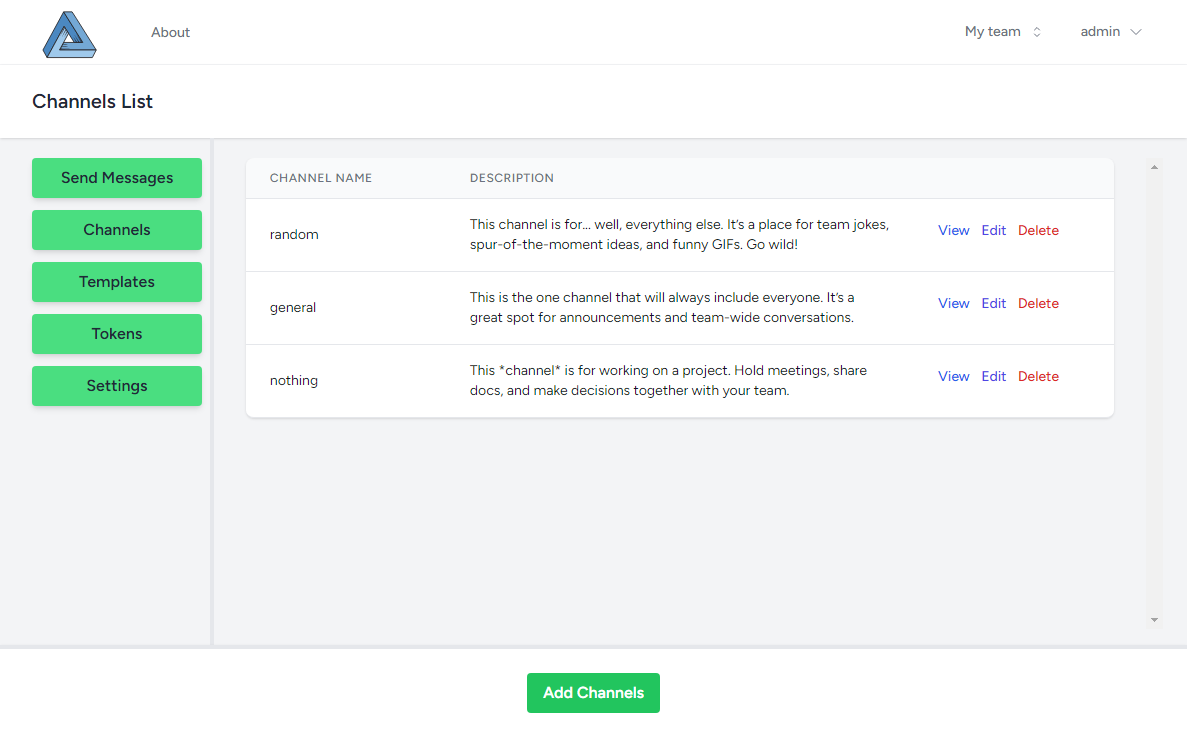 About
My team
admin
Channels List
Send Messages
Channels
Templates
Tokens
Settings
CHANNEL NAME DESCRIPTION
random
This channel is for... well, everything else. It's a place for team jokes,
spur-of-the-moment ideas, and funny GIFs. Go wild!
View Edit Delete
general
This is the one channel that will always include everyone. It's a
great spot for announcements and team-wide conversations.
View Edit Delete
nothing
This *channel* is for working on a project. Hold meetings, share
docs, and make decisions together with your team.
View Edit Delete
Add Channels